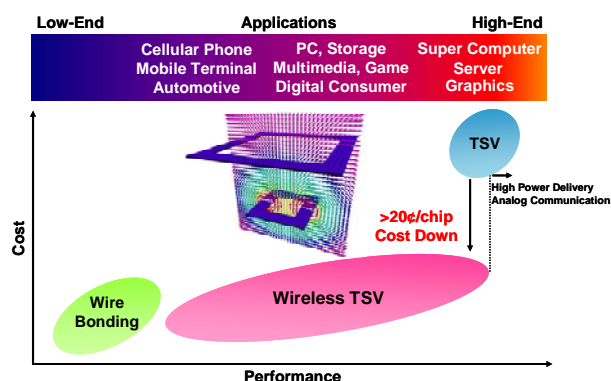 Low-End
Applications
High-End
Cellular Phone
Mobile Terminal
Automotive
PC, Storage
Multimedia, Game
Digital Consumer
Super Computer
Server
Graphics
TSV
High Power Delivery
Analog Communication
>20¢/chip
Cost Down
Cost
Wire
Bonding
Wireless TSV
Performance